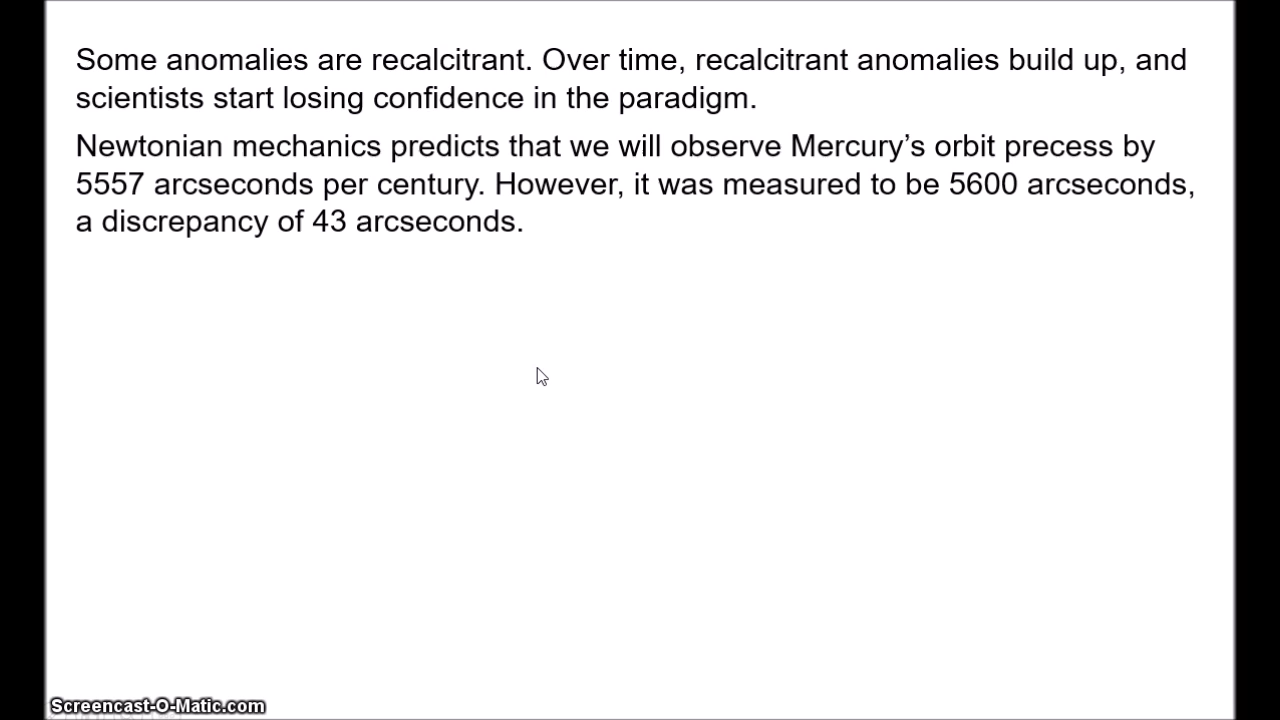 Some anomalies are recalcitrant. Over time, recalcitrant anomalies build up, and
scientists start losing confidence in the paradigm.
Newtonian mechanics predicts that we will observe Mercury’s orbit precess by
5557 arcseconds per century. However, it was measured to be 5600 arcseconds,
a discrepancy of 43 arcseconds.
Screencast-O-Matic.com